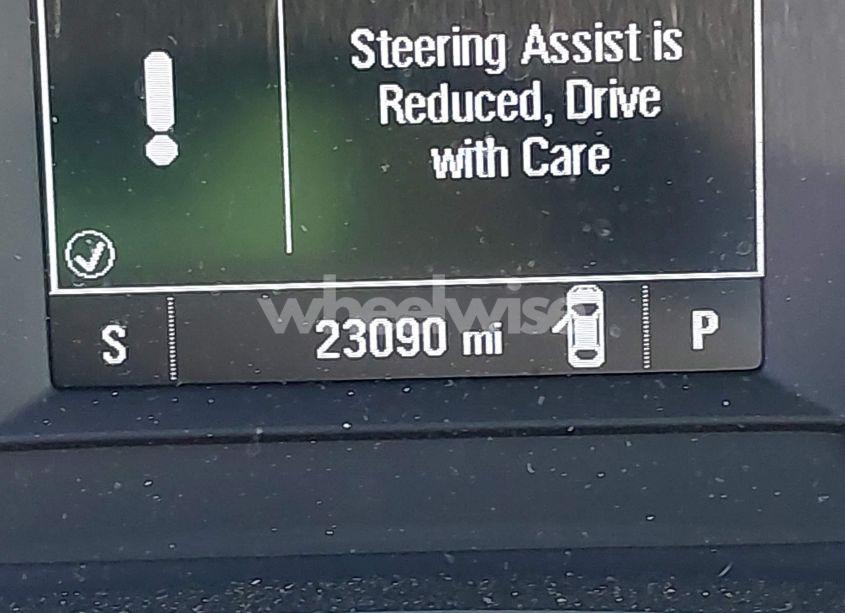 Steering Assist is
Reduced, Drive
with Care
wheelwise
S 23090 mi P